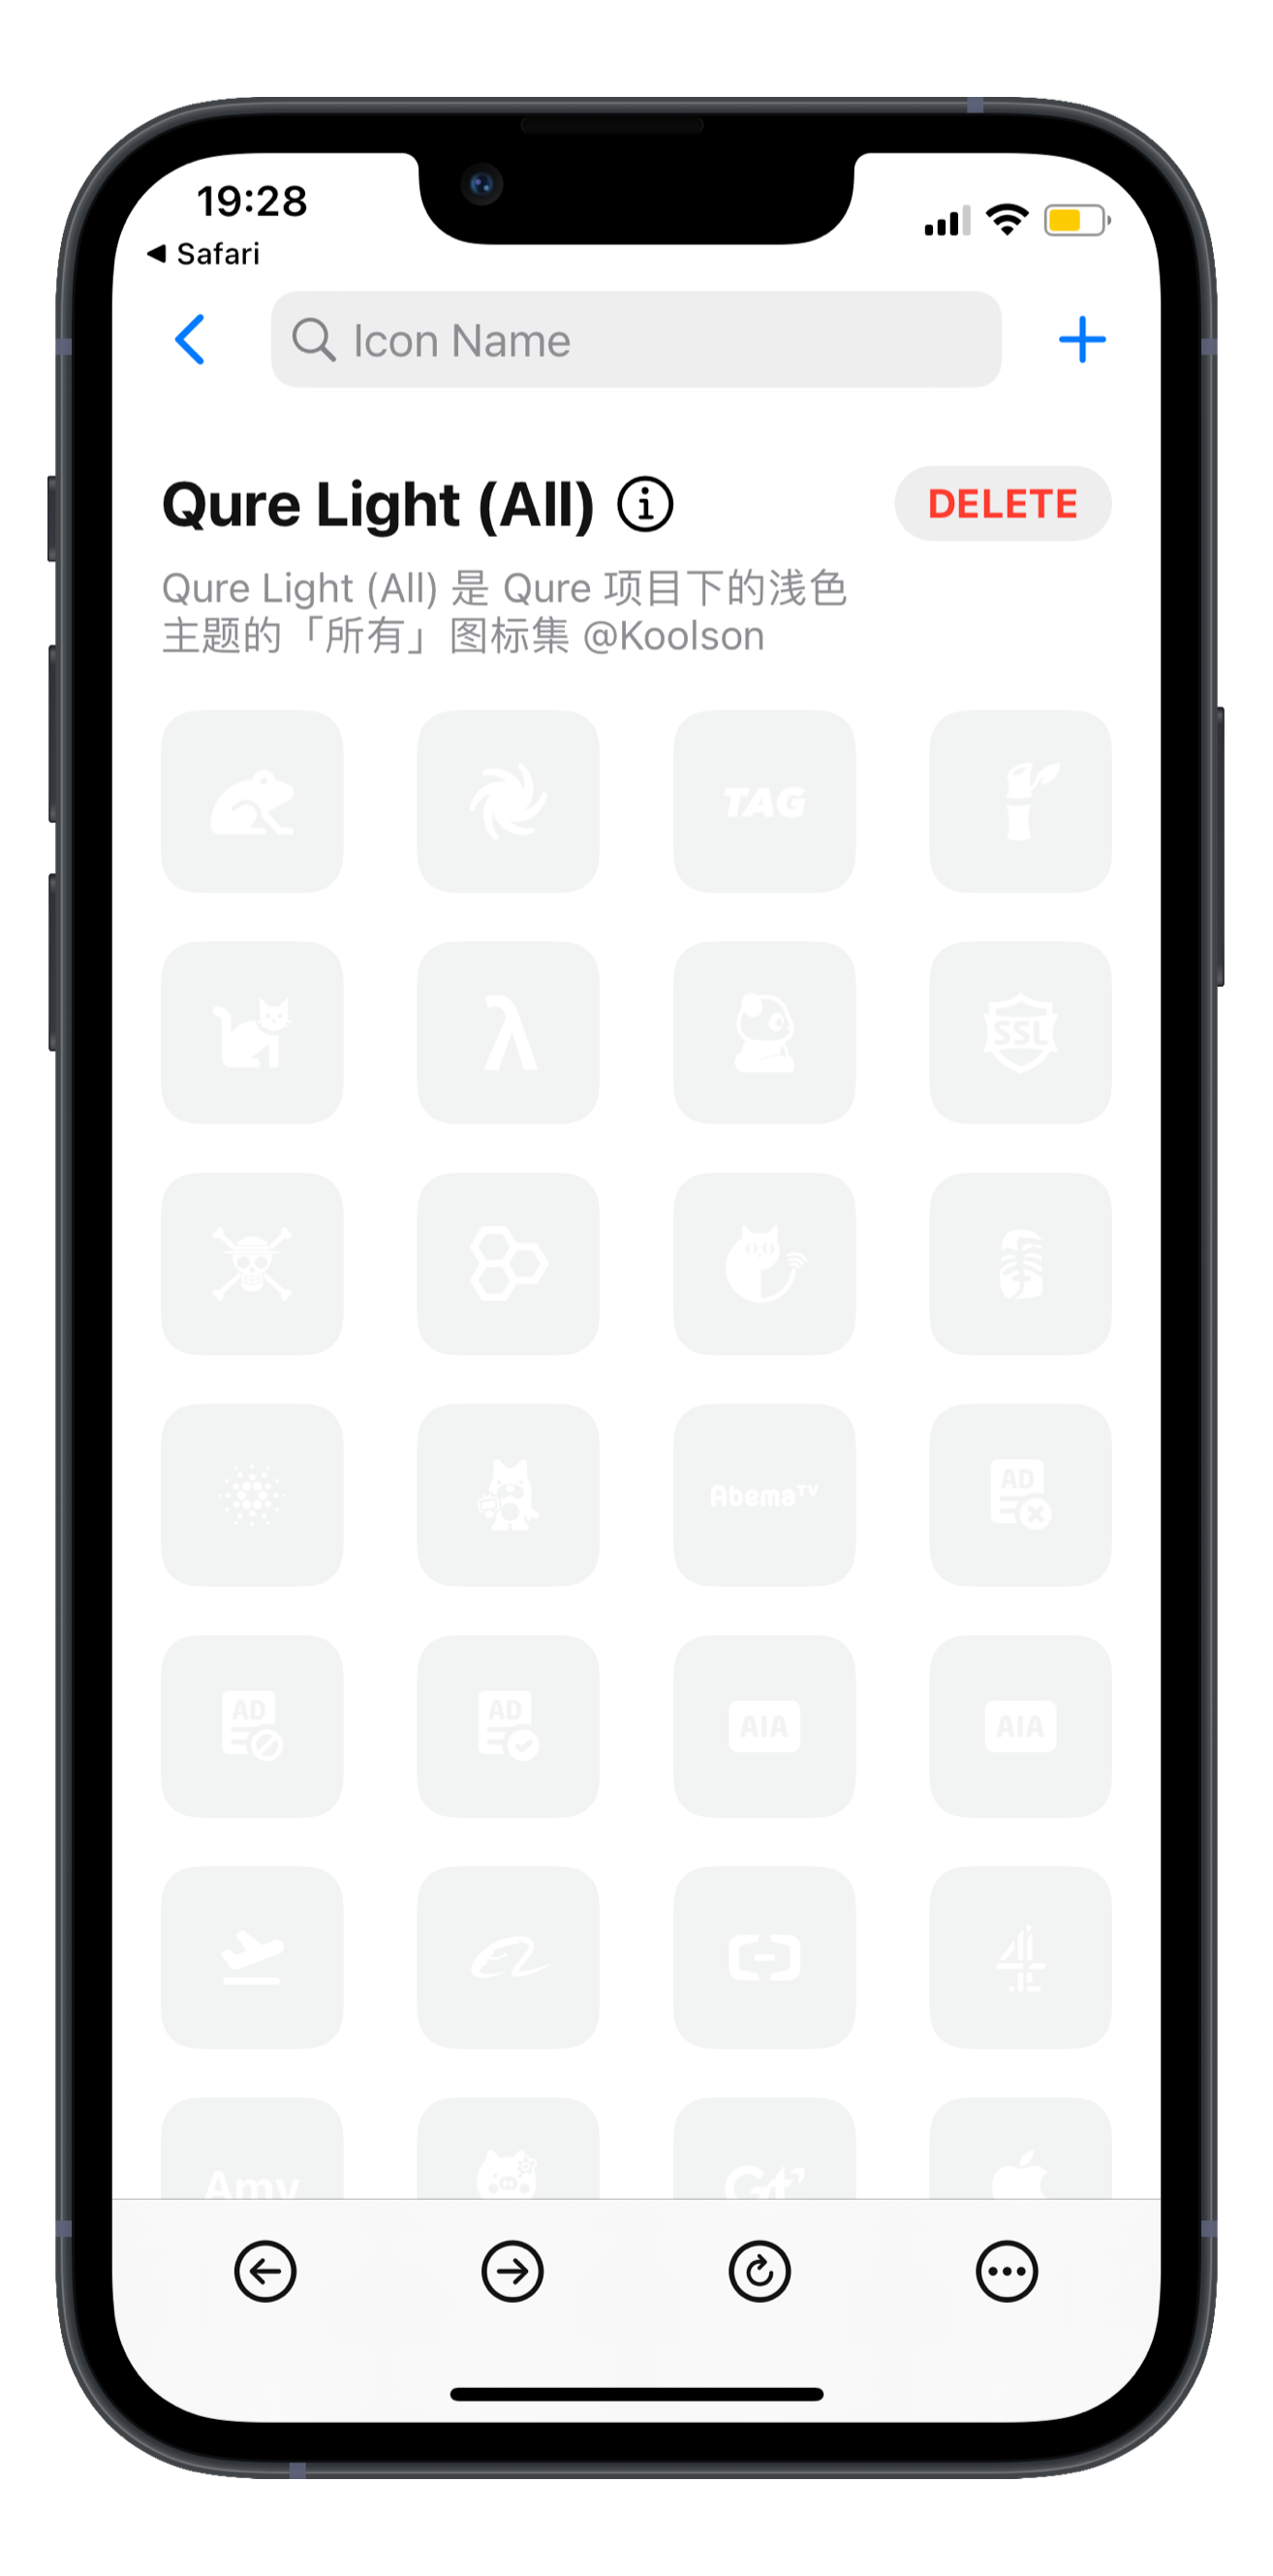 19:28
Safari
Icon Name
Qure Light (All)
DELETE
Qure Light (All) 是 Qure 项目下的浅色
主题的「所有」图标集 @Koolson
TAG
λ
SSL
AbemaTV
AD
AD
AD
AIA
AIA
4
Amy